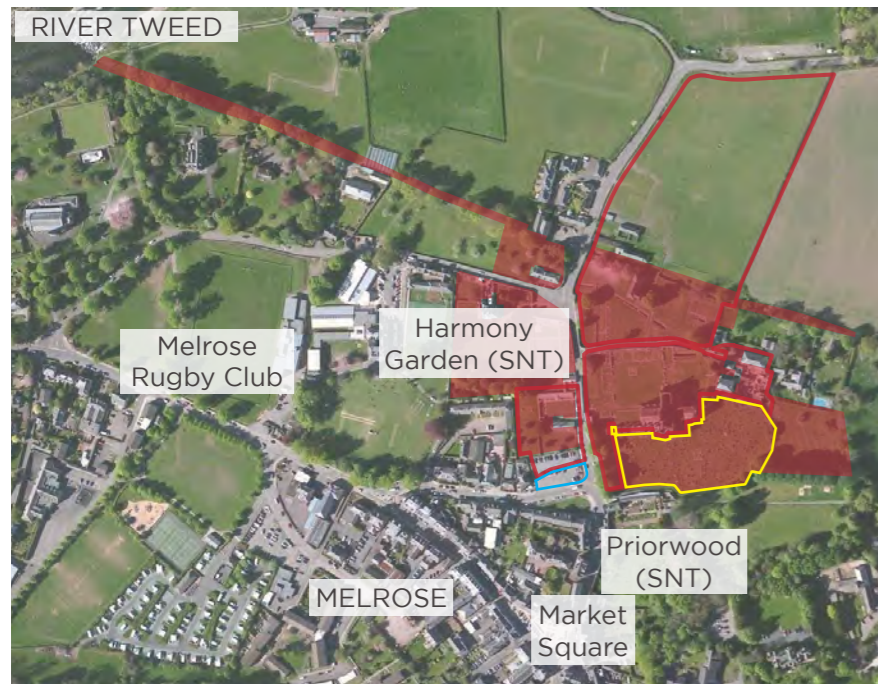 RIVER TWEED
Harmony
Garden (SNT)
Melrose
Rugby Club
Priorwood
(SNT)
MELROSE
Market
Square